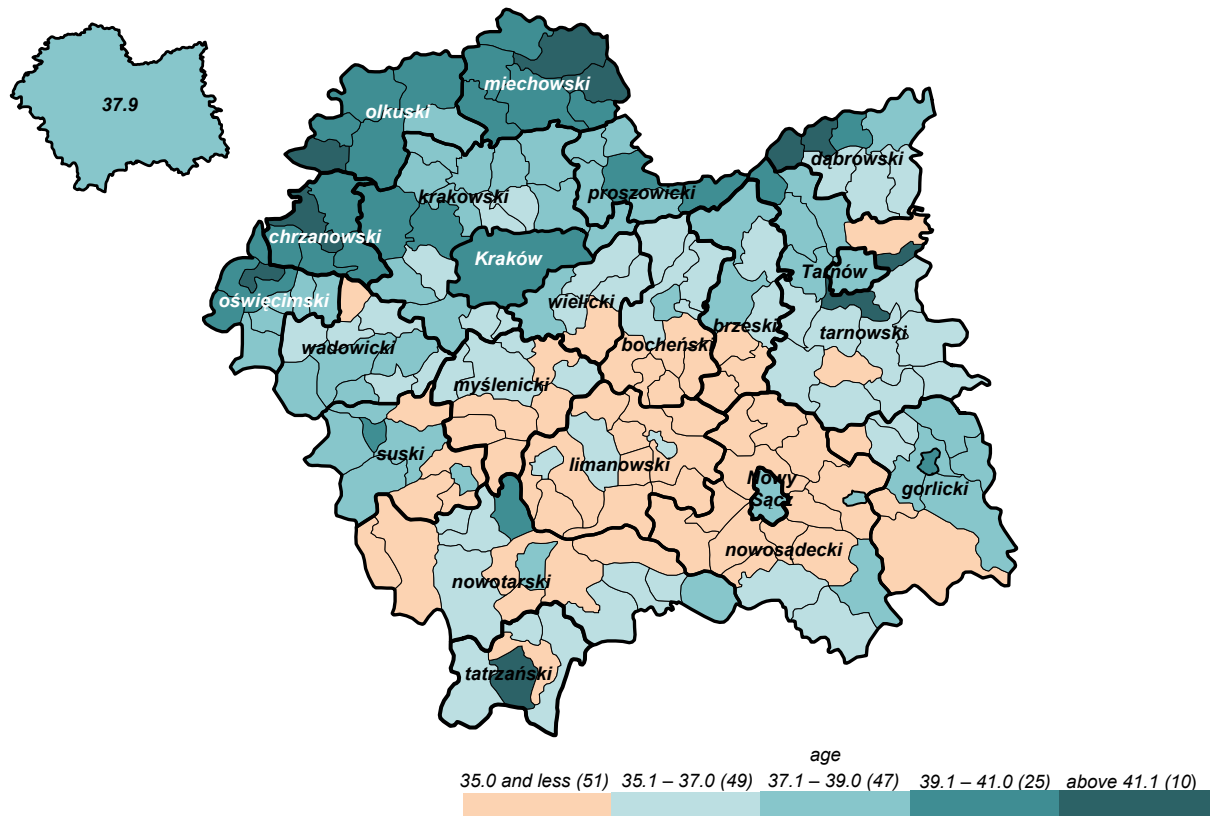 37.9
miechowski
olkuski
dąbrowski
krakowski
proszowicki
chrzanowski
Kraków
Tarnów
oświęcimski
wielicki
brzeski
tarnowski
wadowicki
bocheński
myślenicki
suski
limanowski
Nowy
Sącz
gorlicki
nowosądecki
nowotarski
tatrzański
age
35.0 and less (51) 35.1 – 37.0 (49) 37.1 – 39.0 (47) 39.1 – 41.0 (25) above 41.1 (10)